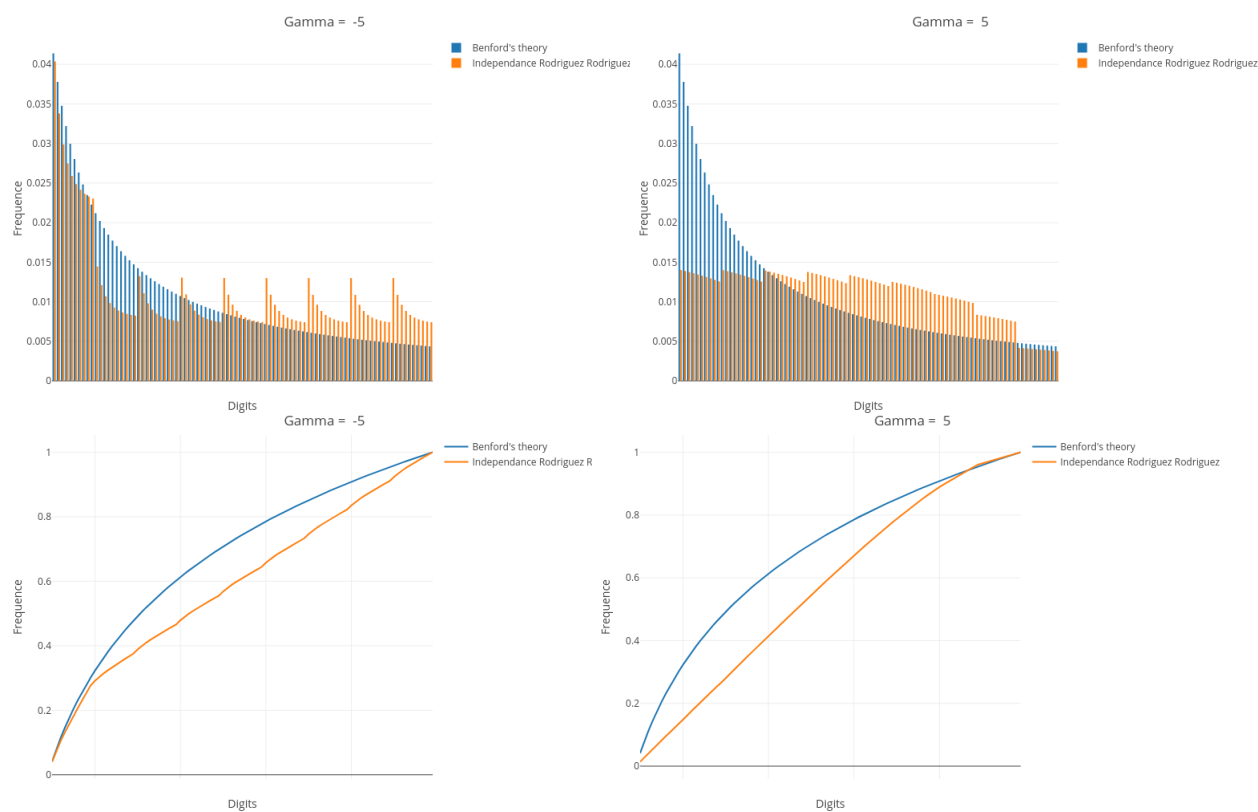 Gamma = -5
Benford's theory
Independance Rodriguez Rodriguez
0.04
0.035
0.03
0.025
0.02
0.015
0.01
0.005
0
Frequence
Digits
Gamma = 5
Benford's theory
Independance Rodriguez Rodriguez
0.04
0.035
0.03
0.025
0.02
0.015
0.01
0.005
0
Frequence
Digits
Gamma = -5
Benford's theory
Independance Rodriguez R
1
0.8
0.6
0.4
0.2
0
Frequence
Digits
Gamma = 5
Benford's theory
Independance Rodriguez Rodriguez
1
0.8
0.6
0.4
0.2
0
Frequence
Digits